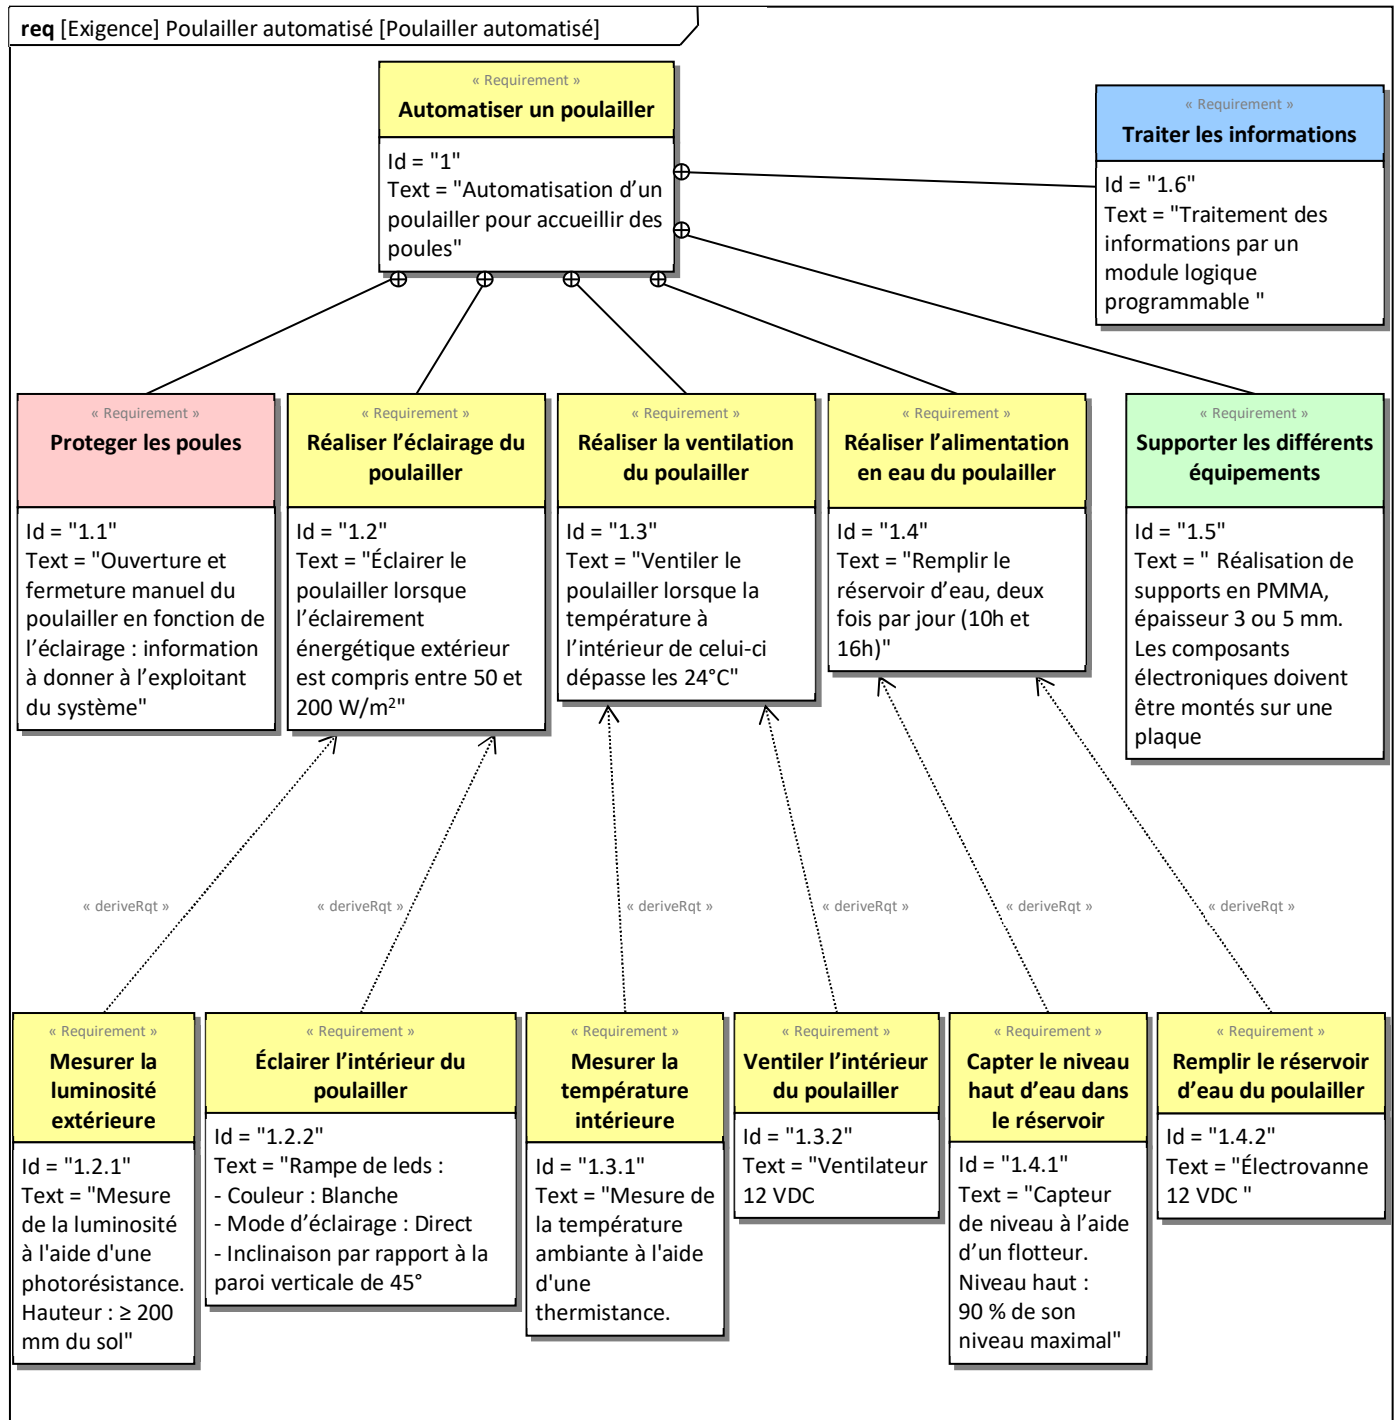 req [Exigence] Poulailler automatisé [Poulailler automatisé]
« Requirement »
Automatiser un poulailler
Id = "1"
Text = "Automatisation d’un
poulailler pour accueillir des
poules"
« Requirement »
Traiter les informations
Id = "1.6"
Text = "Traitement des
informations par un
module logique
programmable "
« Requirement »
Proteger les poules
Id = "1.1"
Text = "Ouverture et
fermeture manuel du
poulailler en fonction de
l’éclairage : information
à donner à l’exploitant
du système"
« Requirement »
Réaliser l’éclairage du
poulailler
Id = "1.2"
Text = "Éclairer le
poulailler lorsque
l’éclairement
énergétique extérieur
est compris entre 50 et
200 W/m²"
« Requirement »
Réaliser la ventilation
du poulailler
Id = "1.3"
Text = "Ventiler le
poulailler lorsque la
température à
l’intérieur de celui-ci
dépasse les 24°C"
« Requirement »
Réaliser l’alimentation
en eau du poulailler
Id = "1.4"
Text = "Remplir le
réservoir d’eau, deux
fois par jour (10h et
16h)"
« Requirement »
Supporter les différents
équipements
Id = "1.5"
Text = " Réalisation de
supports en PMMA,
épaisseur 3 ou 5 mm.
Les composants
électroniques doivent
être montés sur une
plaque
« deriveRqt »
« deriveRqt »
« deriveRqt »
« deriveRqt »
« deriveRqt »
« deriveRqt »
« Requirement »
Mesurer la
luminosité
extérieure
Id = "1.2.1"
Text = "Mesure
de la luminosité
à l'aide d'une
photorésistance.
Hauteur : ≥ 200
mm du sol"
« Requirement »
Éclairer l’intérieur du
poulailler
Id = "1.2.2"
Text = "Rampe de leds :
- Couleur : Blanche
- Mode d’éclairage : Direct
- Inclinaison par rapport à la
paroi verticale de 45°
« Requirement »
Mesurer la
température
intérieure
Id = "1.3.1"
Text = "Mesure de
la température
ambiante à l'aide
d'une
thermistance.
« Requirement »
Ventiler l’intérieur
du poulailler
Id = "1.3.2"
Text = "Ventilateur
12 VDC
« Requirement »
Capter le niveau
haut d’eau dans
le réservoir
Id = "1.4.1"
Text = "Capteur
de niveau à l’aide
d’un flotteur.
Niveau haut :
90 % de son
niveau maximal"
« Requirement »
Remplir le réservoir
d’eau du poulailler
Id = "1.4.2"
Text = "Électrovanne
12 VDC "